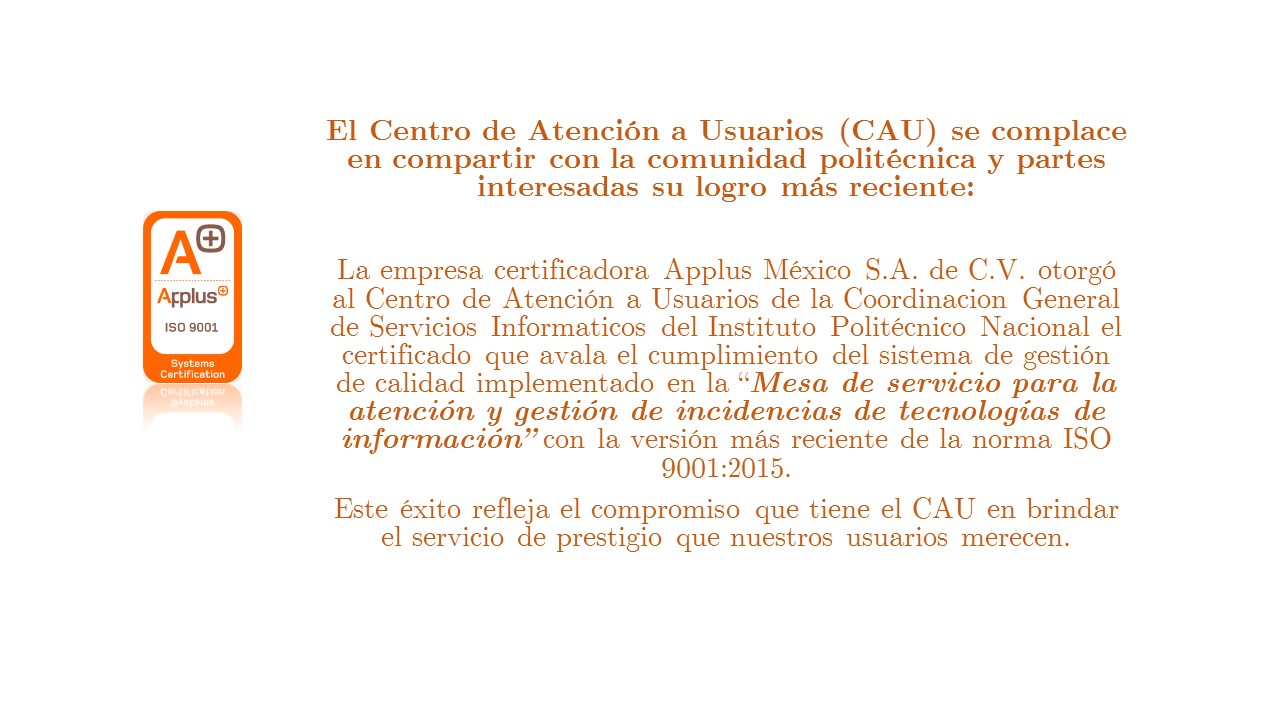 El Centro de Atención a Usuarios (CAU) se complace
en compartir con la comunidad politécnica y partes
interesadas su logro más reciente:
A+
Applus+
ISO 9001
Systems
Certification
La empresa certificadora Applus México S.A. de C.V. otorgó
al Centro de Atención a Usuarios de la Coordinacion General
de Servicios Informaticos del Instituto Politécnico Nacional el
certificado que avala el cumplimiento del sistema de gestión
de calidad implementado en la “Mesa de servicio para la
atención y gestión de incidencias de tecnologías de
información” con la versión más reciente de la norma ISO
9001:2015.
Este éxito refleja el compromiso que tiene el CAU en brindar
el servicio de prestigio que nuestros usuarios merecen.